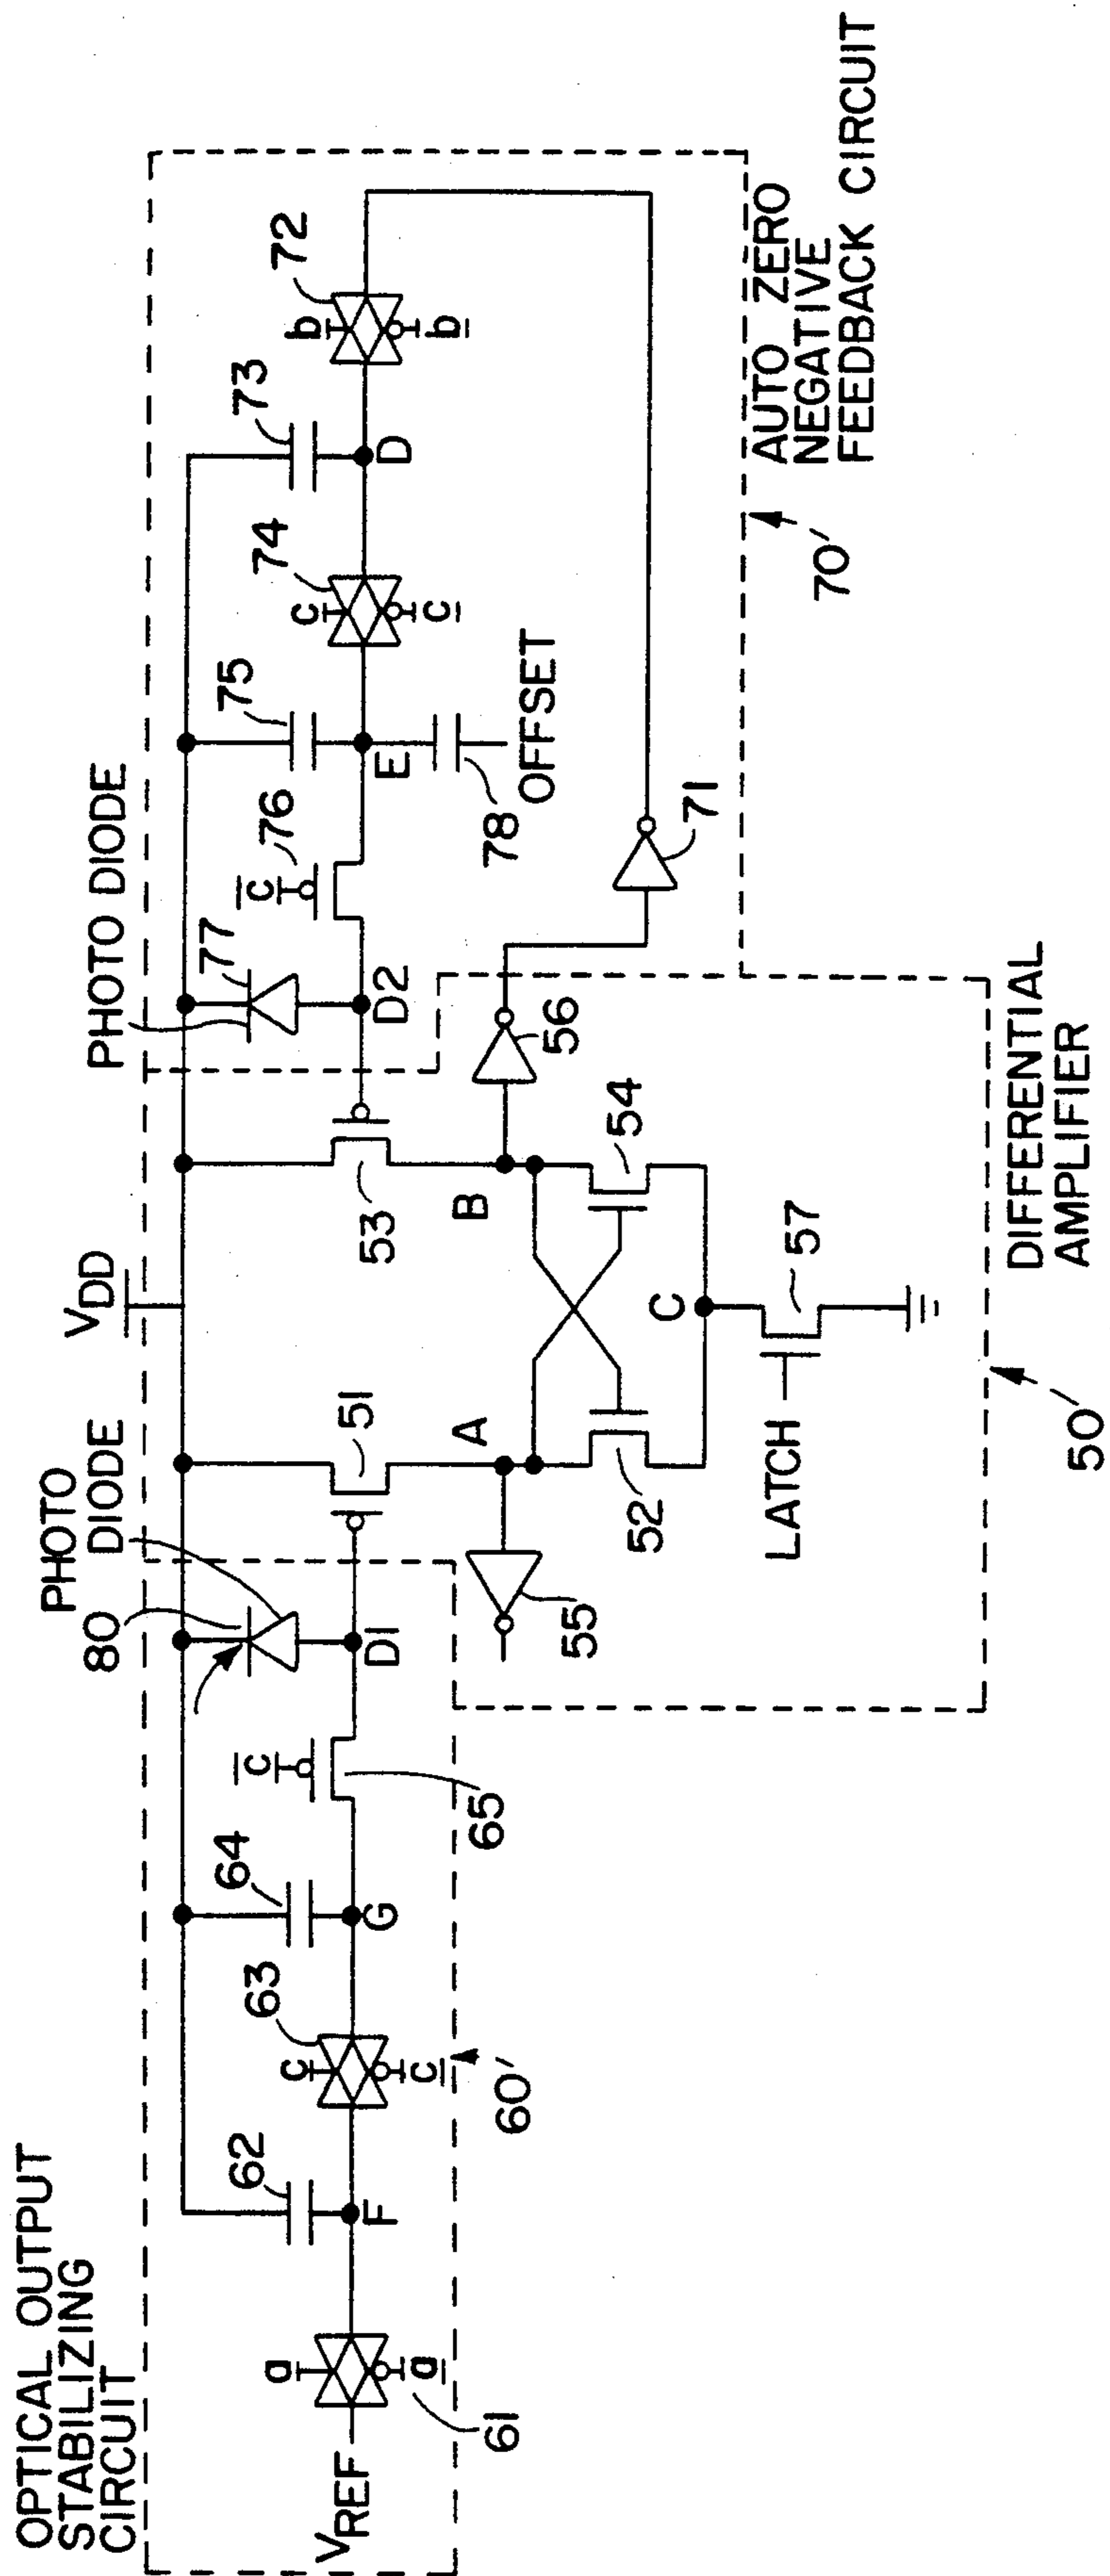 OPTICAL OUTPUT
STABILIZING
CIRCUIT
PHOTO
DIODE
80
VDD
PHOTO DIODE
VREF
a
a
61
62
F
c
c
63
64
G
c
65
D1
60'
51
A
52
55
LATCH
57
C
B
53
54
56
50
DIFFERENTIAL
AMPLIFIER
77
D2
c
76
75
E
78
OFFSET
c
c
74
73
D
b
b
72
71
70'
AUTO ZERO
NEGATIVE
FEEDBACK CIRCUIT